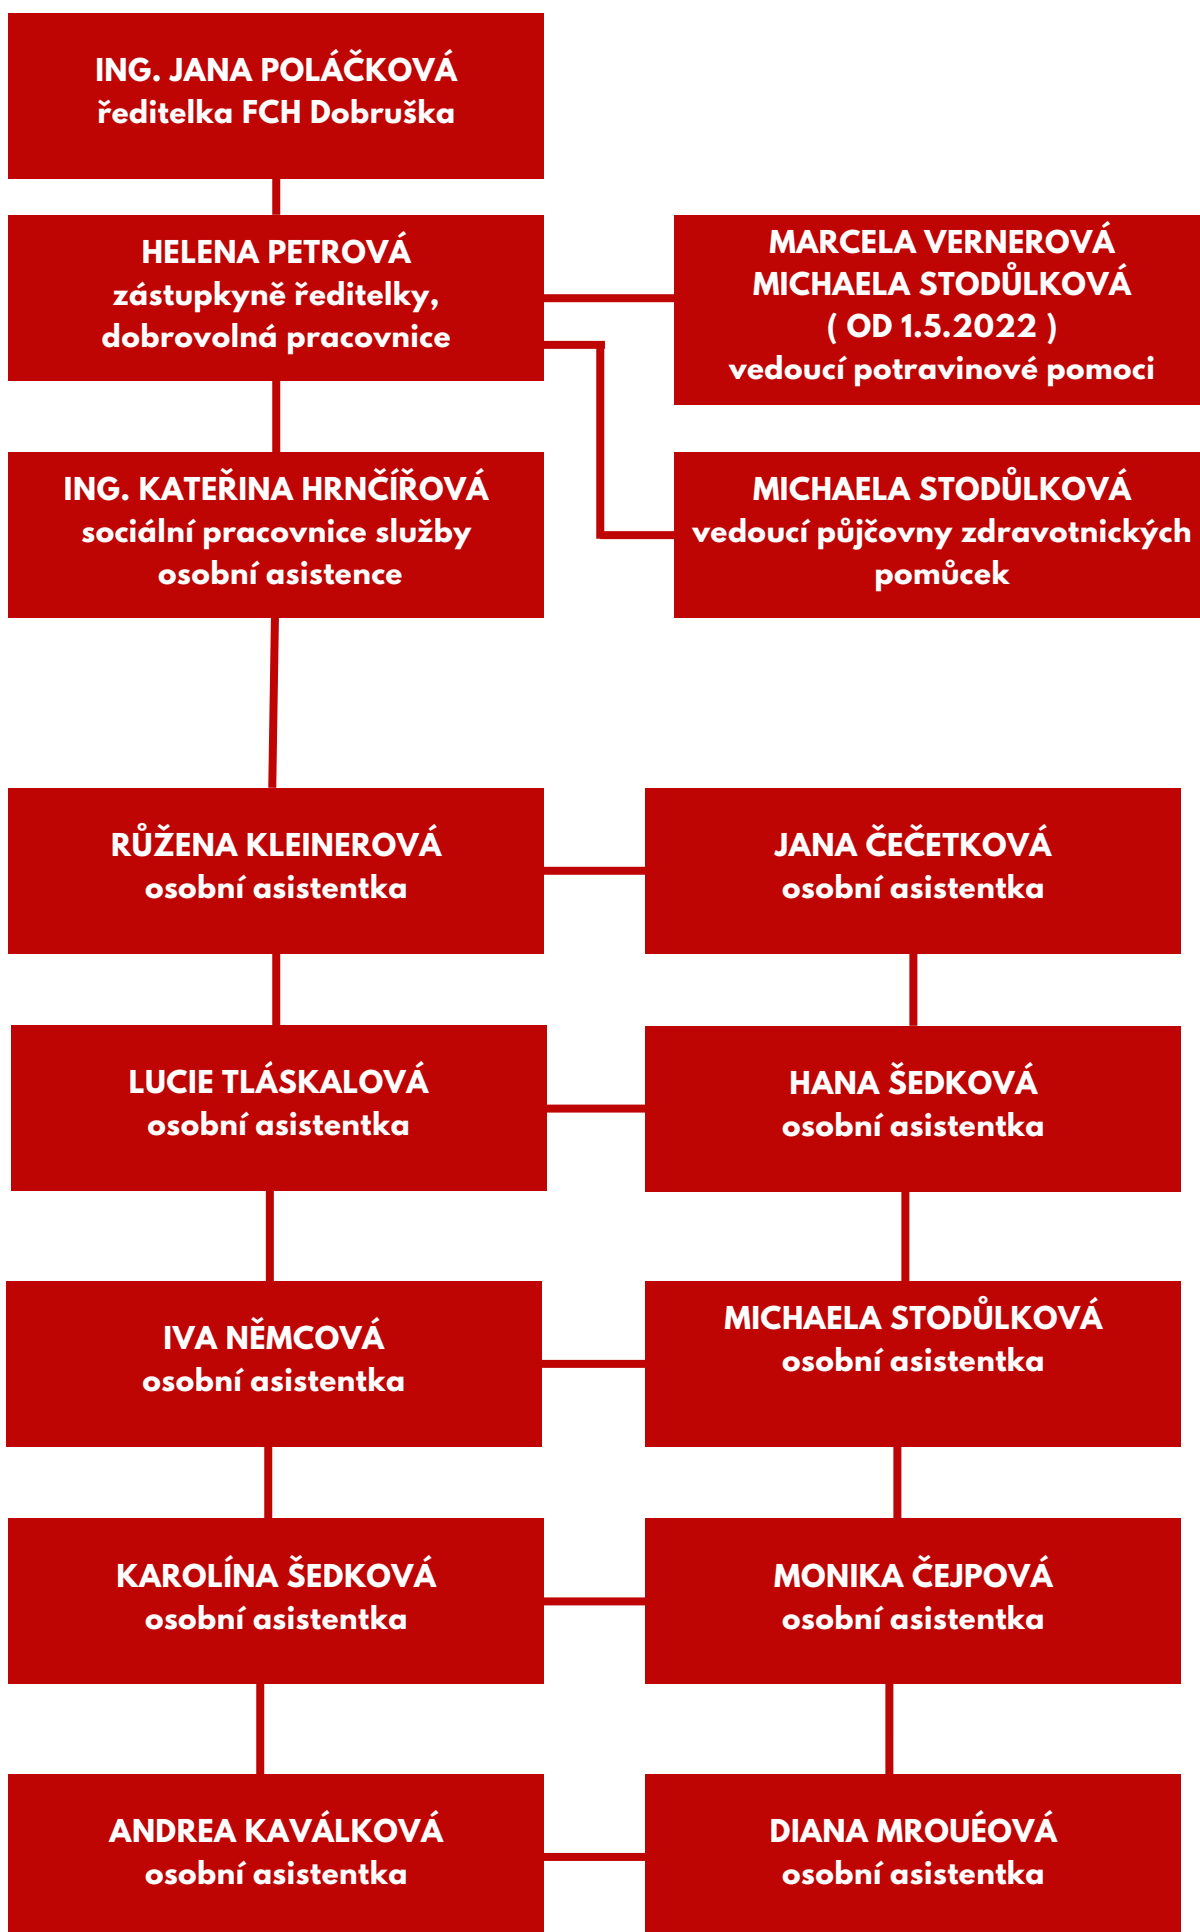 ING. JANA POLÁČKOVÁ
ředitelka FCH Dobruška
HELENA PETROVÁ
zástupkyně ředitelky,
dobrovolná pracovnice
MARCELA VERNEROVÁ
MICHAELA STODŮLKOVÁ
( OD 1.5.2022 )
vedoucí potravinové pomoci
ING. KATEŘINA HRNČÍŘOVÁ
sociální pracovnice služby
osobní asistence
MICHAELA STODŮLKOVÁ
vedoucí půjčovny zdravotnických
pomůcek
RŮŽENA KLEINEROVÁ
osobní asistentka
JANA ČEČETKOVÁ
osobní asistentka
LUCIE TLÁSKALOVÁ
osobní asistentka
HANA ŠEDKOVÁ
osobní asistentka
IVA NĚMCOVÁ
osobní asistentka
MICHAELA STODŮLKOVÁ
osobní asistentka
KAROLÍNA ŠEDKOVÁ
osobní asistentka
MONIKA ČEJPOVÁ
osobní asistentka
ANDREA KAVÁLKOVÁ
osobní asistentka
DIANA MROUÉOVÁ
osobní asistentka